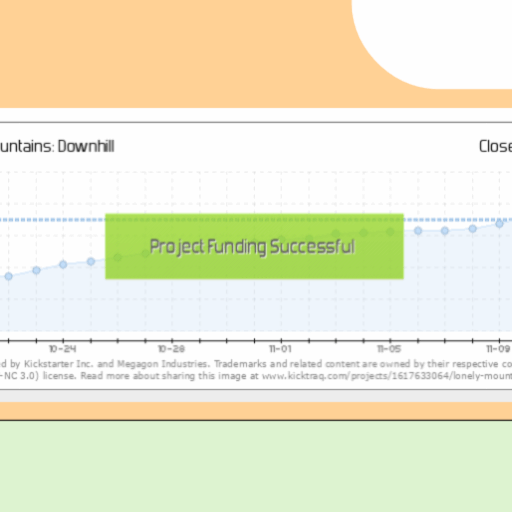 untains: Downhill
Close
Project Funding Successful
10-24 10-28 11-01 11-05 11-09
d by Kickstarter Inc. and Megagon Industries. Trademarks and related content are owned by their respective co
-NC 3.0) license. Read more about sharing this image at www.kicktraq.com/projects/1617633064/lonely-mount